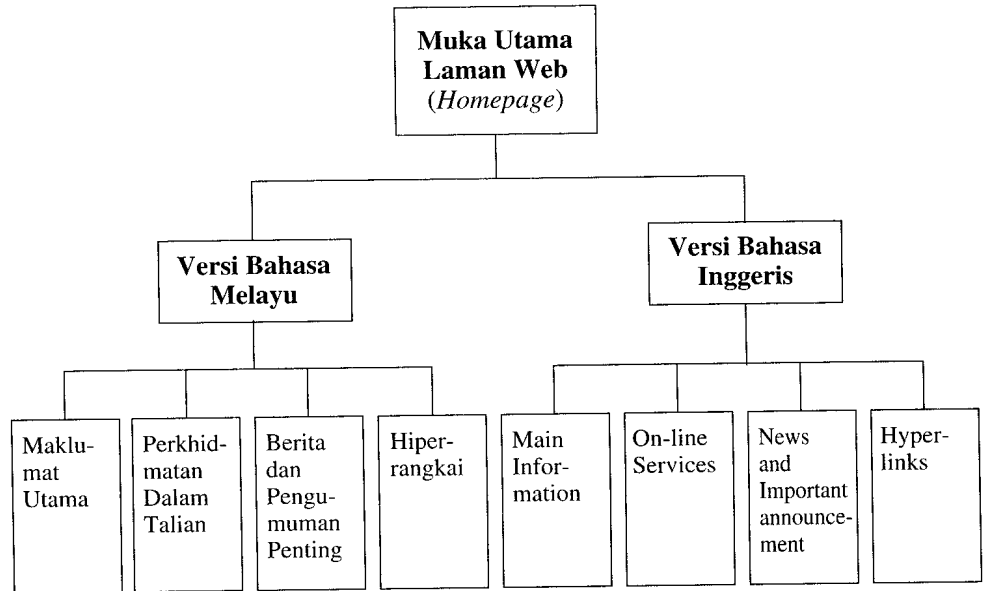 Muka Utama
Laman Web
(Homepage)
Versi Bahasa
Melayu
Versi Bahasa
Inggeris
Maklu-
mat
Utama
Perkhid-
matan
Dalam
Talian
Berita
dan
Pengu-
muman
Penting
Hiper-
rangkai
Main
Infor-
mation
On-line
Services
News
and
Important
announce-
ment
Hyper-
links